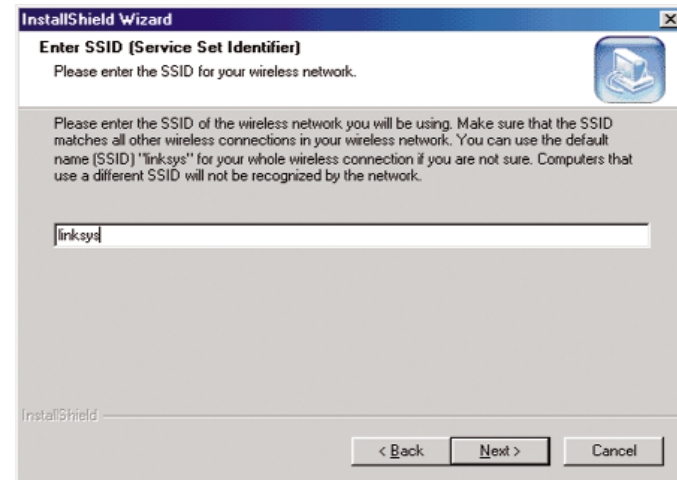 InstallShield Wizard
Enter SSID (Service Set Identifier)
Please enter the SSID for your wireless network.
Please enter the SSID of the wireless network you will be using. Make sure that the SSID
matches all other wireless connections in your wireless network. You can use the default
name (SSID) "linksys" for your whole wireless connection if you are not sure. Computers that
use a different SSID will not be recognized by the network.
linksys
InstallShield
< Back
Next >
Cancel